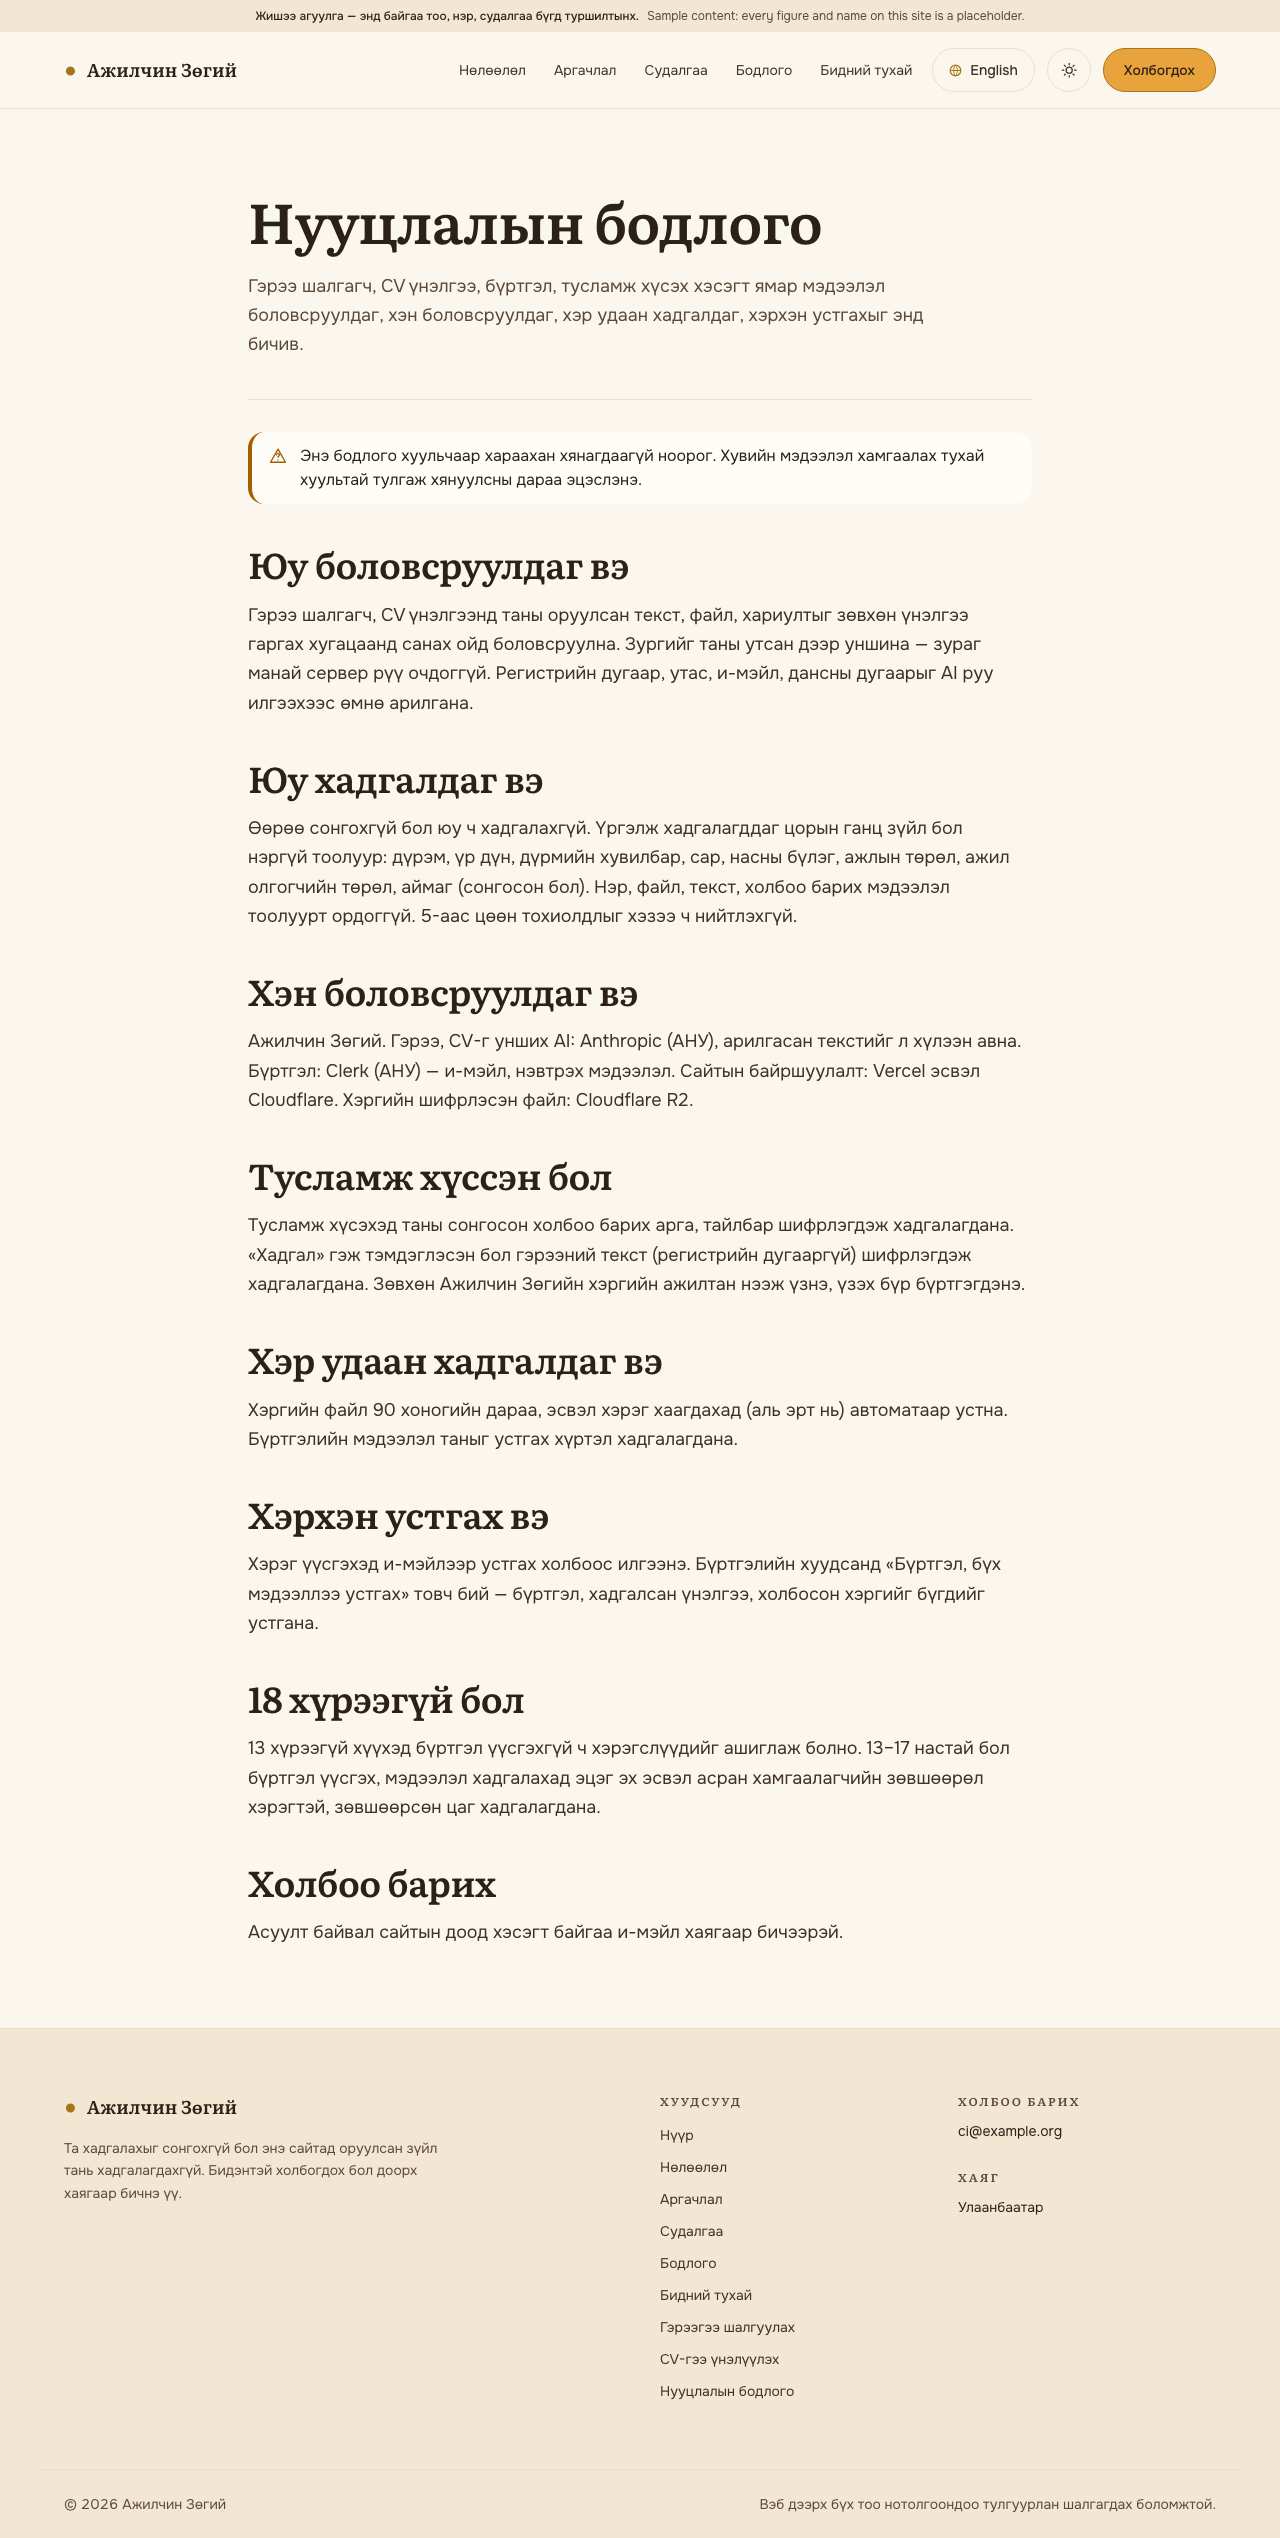 Жишээ агуулга — энд байгаа тоо, нэр, судалгаа бүгд туршилтынх. Sample content: every figure and name on this site is a placeholder.
Ажилчин Зөгий
Нөлөөлөл Аргачлал Судалгаа Бодлого Бидний тухай English Холбогдох
Нууцлалын бодлого
Гэрээ шалгагч, CV үнэлгээ, бүртгэл, тусламж хүсэх хэсэгт ямар мэдээлэл
боловсруулдаг, хэн боловсруулдаг, хэр удаан хадгалдаг, хэрхэн устгахыг энд
бичив.
Энэ бодлого хуульчаар хараахан хянагдаагүй ноорог. Хувийн мэдээлэл хамгаалах тухай
хуультай тулгаж хянуулсны дараа эцэслэнэ.
Юу боловсруулдаг вэ
Гэрээ шалгагч, CV үнэлгээнд таны оруулсан текст, файл, хариултыг зөвхөн үнэлгээ
гаргах хугацаанд санах ойд боловсруулна. Зургийг таны утсан дээр уншина — зураг
манай сервер рүү очдоггүй. Регистрийн дугаар, утас, и-мэйл, дансны дугаарыг AI руу
илгээхээс өмнө арилгана.
Юу хадгалдаг вэ
Өөрөө сонгохгүй бол юу ч хадгалахгүй. Үргэлж хадгалагддаг цорын ганц зүйл бол
нэргүй тоолуур: дүрэм, үр дүн, дүрмийн хувилбар, сар, насны бүлэг, ажлын төрөл, ажил
олгогчийн төрөл, аймаг (сонгосон бол). Нэр, файл, текст, холбоо барих мэдээлэл
тоолуурт ордоггүй. 5-аас цөөн тохиолдлыг хэзээ ч нийтлэхгүй.
Хэн боловсруулдаг вэ
Ажилчин Зөгий. Гэрээ, CV-г унших AI: Anthropic (АНУ), арилгасан текстийг л хүлээн авна.
Бүртгэл: Clerk (АНУ) — и-мэйл, нэвтрэх мэдээлэл. Сайтын байршуулалт: Vercel эсвэл
Cloudflare. Хэргийн шифрлэсэн файл: Cloudflare R2.
Тусламж хүссэн бол
Тусламж хүсэхэд таны сонгосон холбоо барих арга, тайлбар шифрлэгдэж хадгалагдана.
«Хадгал» гэж тэмдэглэсэн бол гэрээний текст (регистрийн дугааргүй) шифрлэгдэж
хадгалагдана. Зөвхөн Ажилчин Зөгийн хэргийн ажилтан нээж үзнэ, үзэх бүр бүртгэгдэнэ.
Хэр удаан хадгалдаг вэ
Хэргийн файл 90 хоногийн дараа, эсвэл хэрэг хаагдахад (аль эрт нь) автоматаар устна.
Бүртгэлийн мэдээлэл таныг устгах хүртэл хадгалагдана.
Хэрхэн устгах вэ
Хэрэг үүсгэхэд и-мэйлээр устгах холбоос илгээнэ. Бүртгэлийн хуудсанд «Бүртгэл, бүх
мэдээллээ устгах» товч бий — бүртгэл, хадгалсан үнэлгээ, холбосон хэргийг бүгдийг
устгана.
18 хүрээгүй бол
13 хүрээгүй хүүхэд бүртгэл үүсгэхгүй ч хэрэгслүүдийг ашиглаж болно. 13–17 настай бол
бүртгэл үүсгэх, мэдээлэл хадгалахад эцэг эх эсвэл асран хамгаалагчийн зөвшөөрөл
хэрэгтэй, зөвшөөрсөн цаг хадгалагдана.
Холбоо барих
Асуулт байвал сайтын доод хэсэгт байгаа и-мэйл хаягаар бичээрэй.
Ажилчин Зөгий
Та хадгалахыг сонгохгүй бол энэ сайтад оруулсан зүйл
тань хадгалагдахгүй. Бидэнтэй холбогдох бол доорх
хаягаар бичнэ үү.
ХУУДСУУД
Нүүр
Нөлөөлөл
Аргачлал
Судалгаа
Бодлого
Бидний тухай
Гэрээгээ шалгуулах
CV-гээ үнэлүүлэх
Нууцлалын бодлого
ХОЛБОО БАРИХ
ci@example.org
ХАЯГ
Улаанбаатар
© 2026 Ажилчин Зөгий
Вэб дээрх бүх тоо нотолгоондоо тулгуурлан шалгагдах боломжтой.